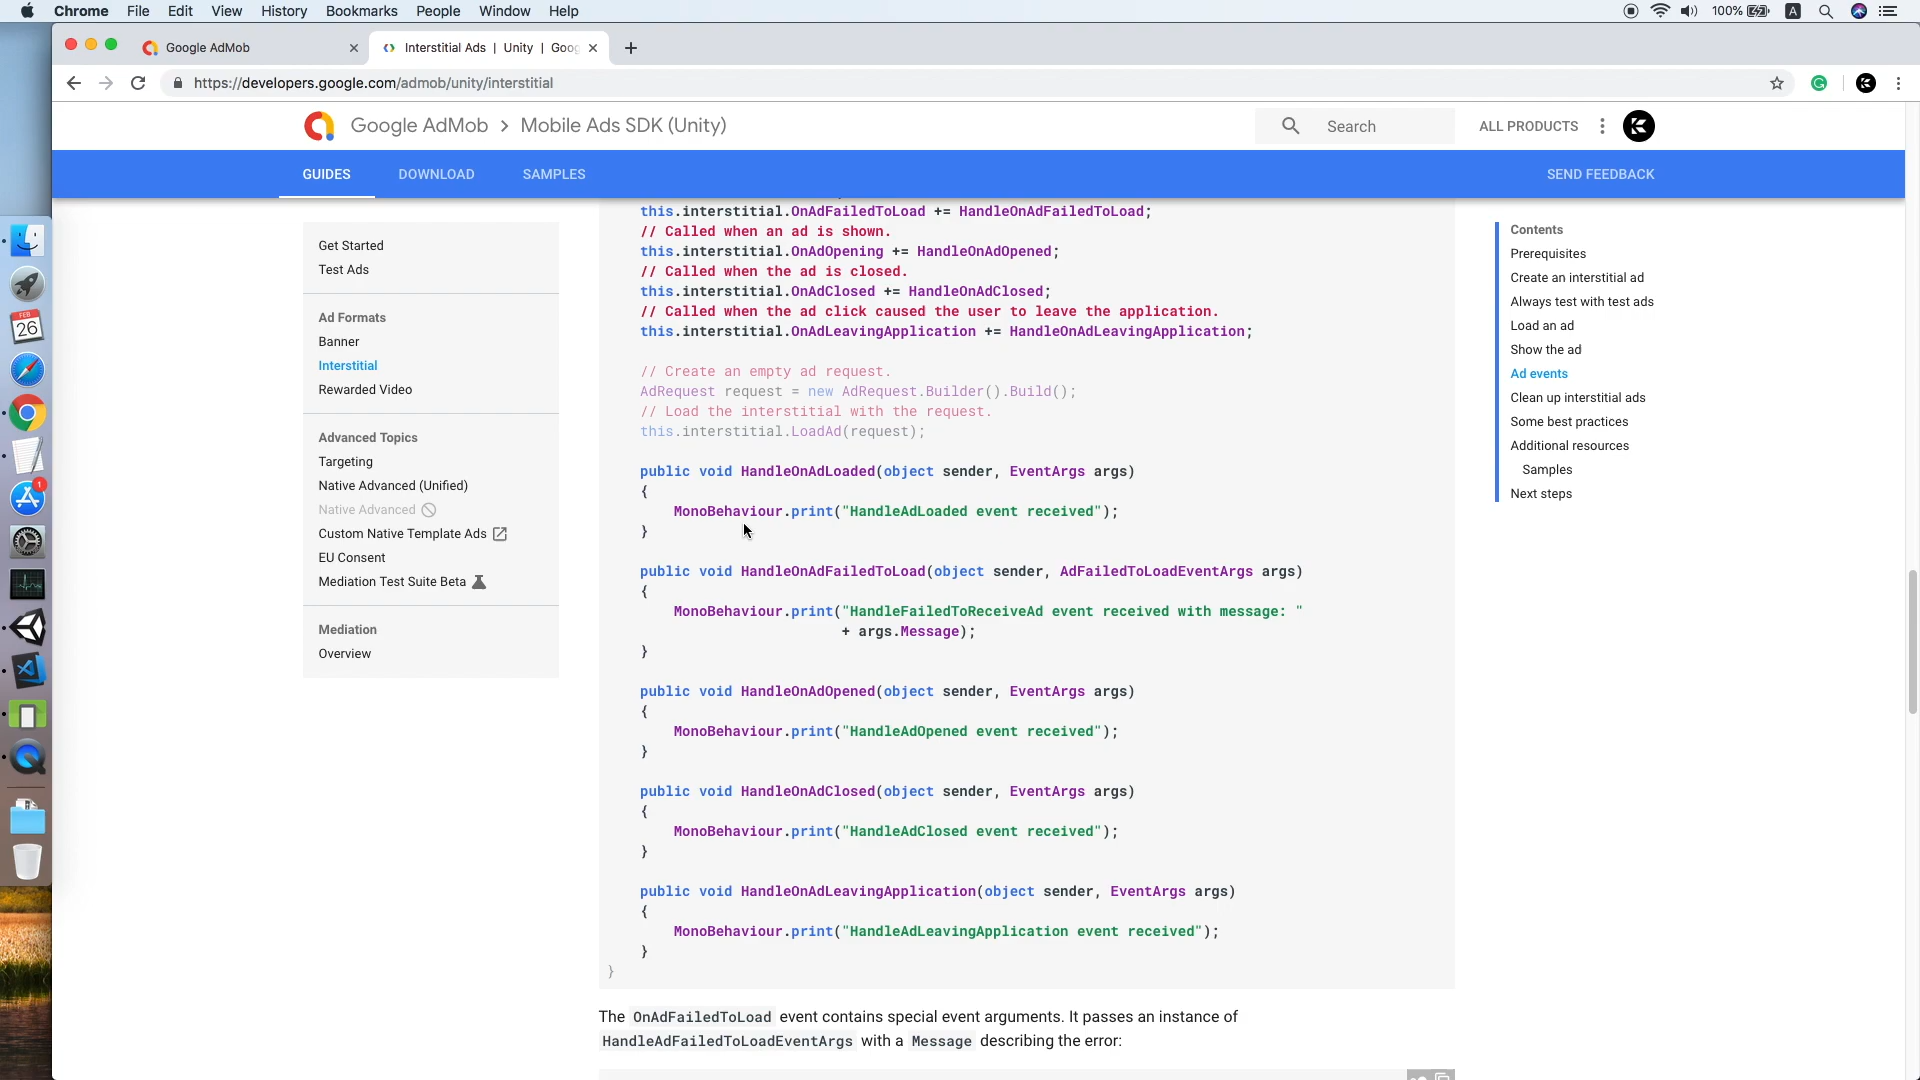 Chrome File Edit View History Bookmarks People Window Help 100% A
Google AdMob
Interstitial Ads | Unity | Goo
https://developers.google.com/admob/unity/interstitial
Google AdMob > Mobile Ads SDK (Unity)
Search
ALL PRODUCTS
GUIDES DOWNLOAD SAMPLES SEND FEEDBACK
FEB
26
1
Get Started
Test Ads
Ad Formats
Banner
Interstitial
Rewarded Video
Advanced Topics
Targeting
Native Advanced (Unified)
Native Advanced
Custom Native Template Ads
EU Consent
Mediation Test Suite Beta
Mediation
Overview
this.interstitial.OnAdFailedToLoad += HandleOnAdFailedToLoad;
// Called when an ad is shown.
this.interstitial.OnAdOpening += HandleOnAdOpened;
// Called when the ad is closed.
this.interstitial.OnAdClosed += HandleOnAdClosed;
// Called when the ad click caused the user to leave the application.
this.interstitial.OnAdLeavingApplication += HandleOnAdLeavingApplication;
// Create an empty ad request.
AdRequest request = new AdRequest.Builder().Build();
// Load the interstitial with the request.
this.interstitial.LoadAd(request);
public void HandleOnAdLoaded(object sender, EventArgs args)
{
MonoBehaviour.print("HandleAdLoaded event received");
}
public void HandleOnAdFailedToLoad(object sender, AdFailedToLoadEventArgs args)
{
MonoBehaviour.print("HandleFailedToReceiveAd event received with message: "
+ args.Message);
}
public void HandleOnAdOpened(object sender, EventArgs args)
{
MonoBehaviour.print("HandleAdOpened event received");
}
public void HandleOnAdClosed(object sender, EventArgs args)
{
MonoBehaviour.print("HandleAdClosed event received");
}
public void HandleOnAdLeavingApplication(object sender, EventArgs args)
{
MonoBehaviour.print("HandleAdLeavingApplication event received");
}
}
The OnAdFailedToLoad event contains special event arguments. It passes an instance of
HandleAdFailedToLoadEventArgs with a Message describing the error:
Contents
Prerequisites
Create an interstitial ad
Always test with test ads
Load an ad
Show the ad
Ad events
Clean up interstitial ads
Some best practices
Additional resources
Samples
Next steps